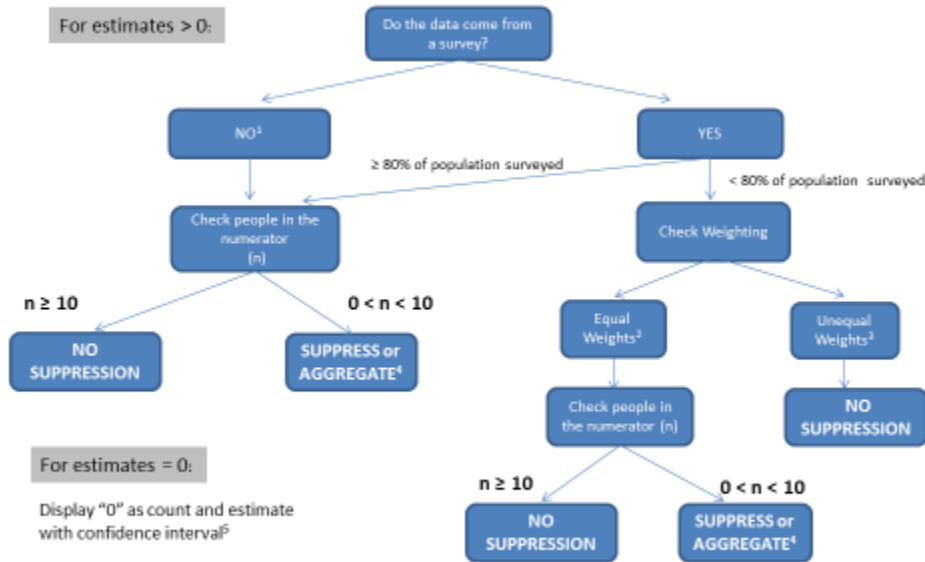 For estimates > 0:
Do the data come from
a survey?
NO¹
YES
≥ 80% of population surveyed
< 80% of population surveyed
Check people in the
numerator
(n)
Check Weighting
n ≥ 10
0 < n < 10
NO
SUPPRESSION
SUPPRESS or
AGGREGATE⁴
Equal
Weights²
Unequal
Weights³
Check people in
the numerator (n)
NO
SUPPRESSION
For estimates = 0:
Display “0” as count and estimate
with confidence interval⁵
n ≥ 10
0 < n < 10
NO
SUPPRESSION
SUPPRESS or
AGGREGATE⁴